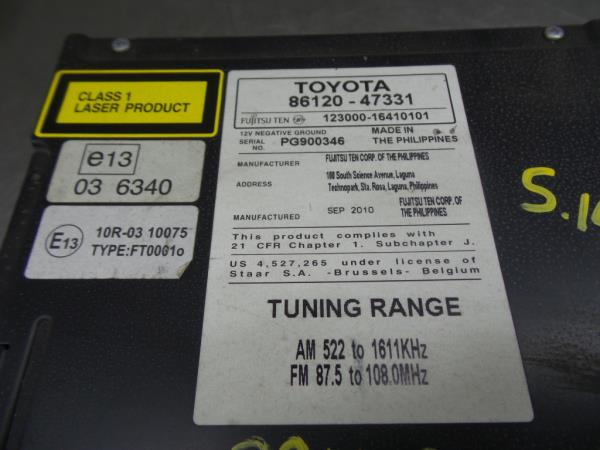 CLASS 1
LASER PRODUCT
e13
03 6340
E13
10R-03 10075
TYPE:FT0001o
TOYOTA
86120 - 47331
FUJITSU TEN
123000-16410101
12V NEGATIVE GROUND
SERIAL NO. PG900346
MADE IN
THE PHILIPPINES
MANUFACTURER FUJITSU TEN CORP. OF THE PHILIPPINES
ADDRESS 108 South Science Avenue, Laguna
Technopark, Sta. Rosa, Laguna, Philippines
MANUFACTURED SEP 2010 FUJITSU TEN CORP. OF
THE PHILIPPINES
This product complies with
21 CFR Chapter 1. Subchapter J.
US 4,527,265 under license of
Staar S.A. -Brussels- Belgium
TUNING RANGE
AM 522 to 1611KHz
FM 87.5 to 108.0MHz